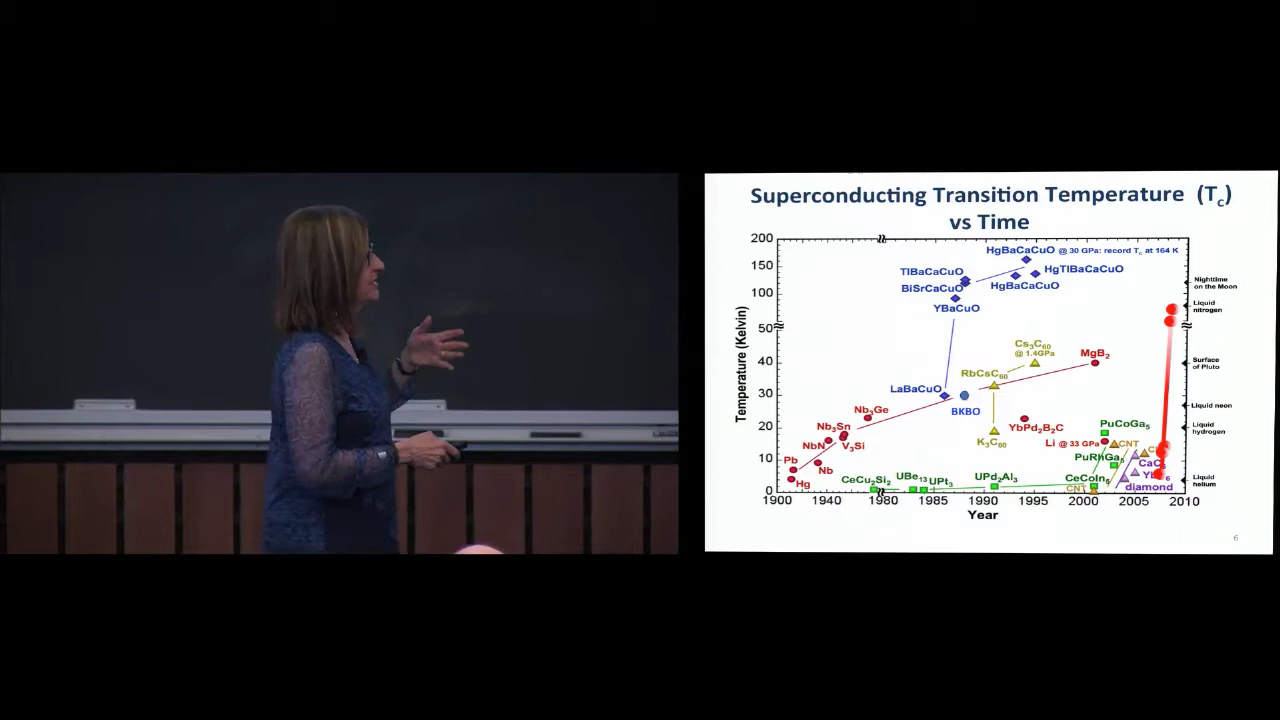 Superconducting Transition Temperature (Tc)
vs Time
200
150
100
50
40
30
20
10
0
Temperature (Kelvin)
HgBaCaCuO @ 30 GPa: record Tc at 164 K
TlBaCaCuO
HgTlBaCaCuO
BiSrCaCuO
HgBaCaCuO
YBaCuO
Nighttime
on the Moon
Liquid
nitrogen
Cs3C60
@ 1.4GPa
MgB2
RbCsC60
Surface
of Pluto
LaBaCuO
BKBO
Liquid neon
Nb3Ge
Nb3Sn
YbPd2B2C
PuCoGa5
Liquid
hydrogen
NbN
V3Si
K3C60
Li @ 33 GPa
CNT
Pb
Nb
PuRhGa5
CaC6
Hg
CeCu2Si2
UBe13
UPt3
UPd2Al3
CeCoIn5
CNT
diamond
Liquid
helium
1900 1940 1980 1985 1990 1995 2000 2005 2010
Year
6